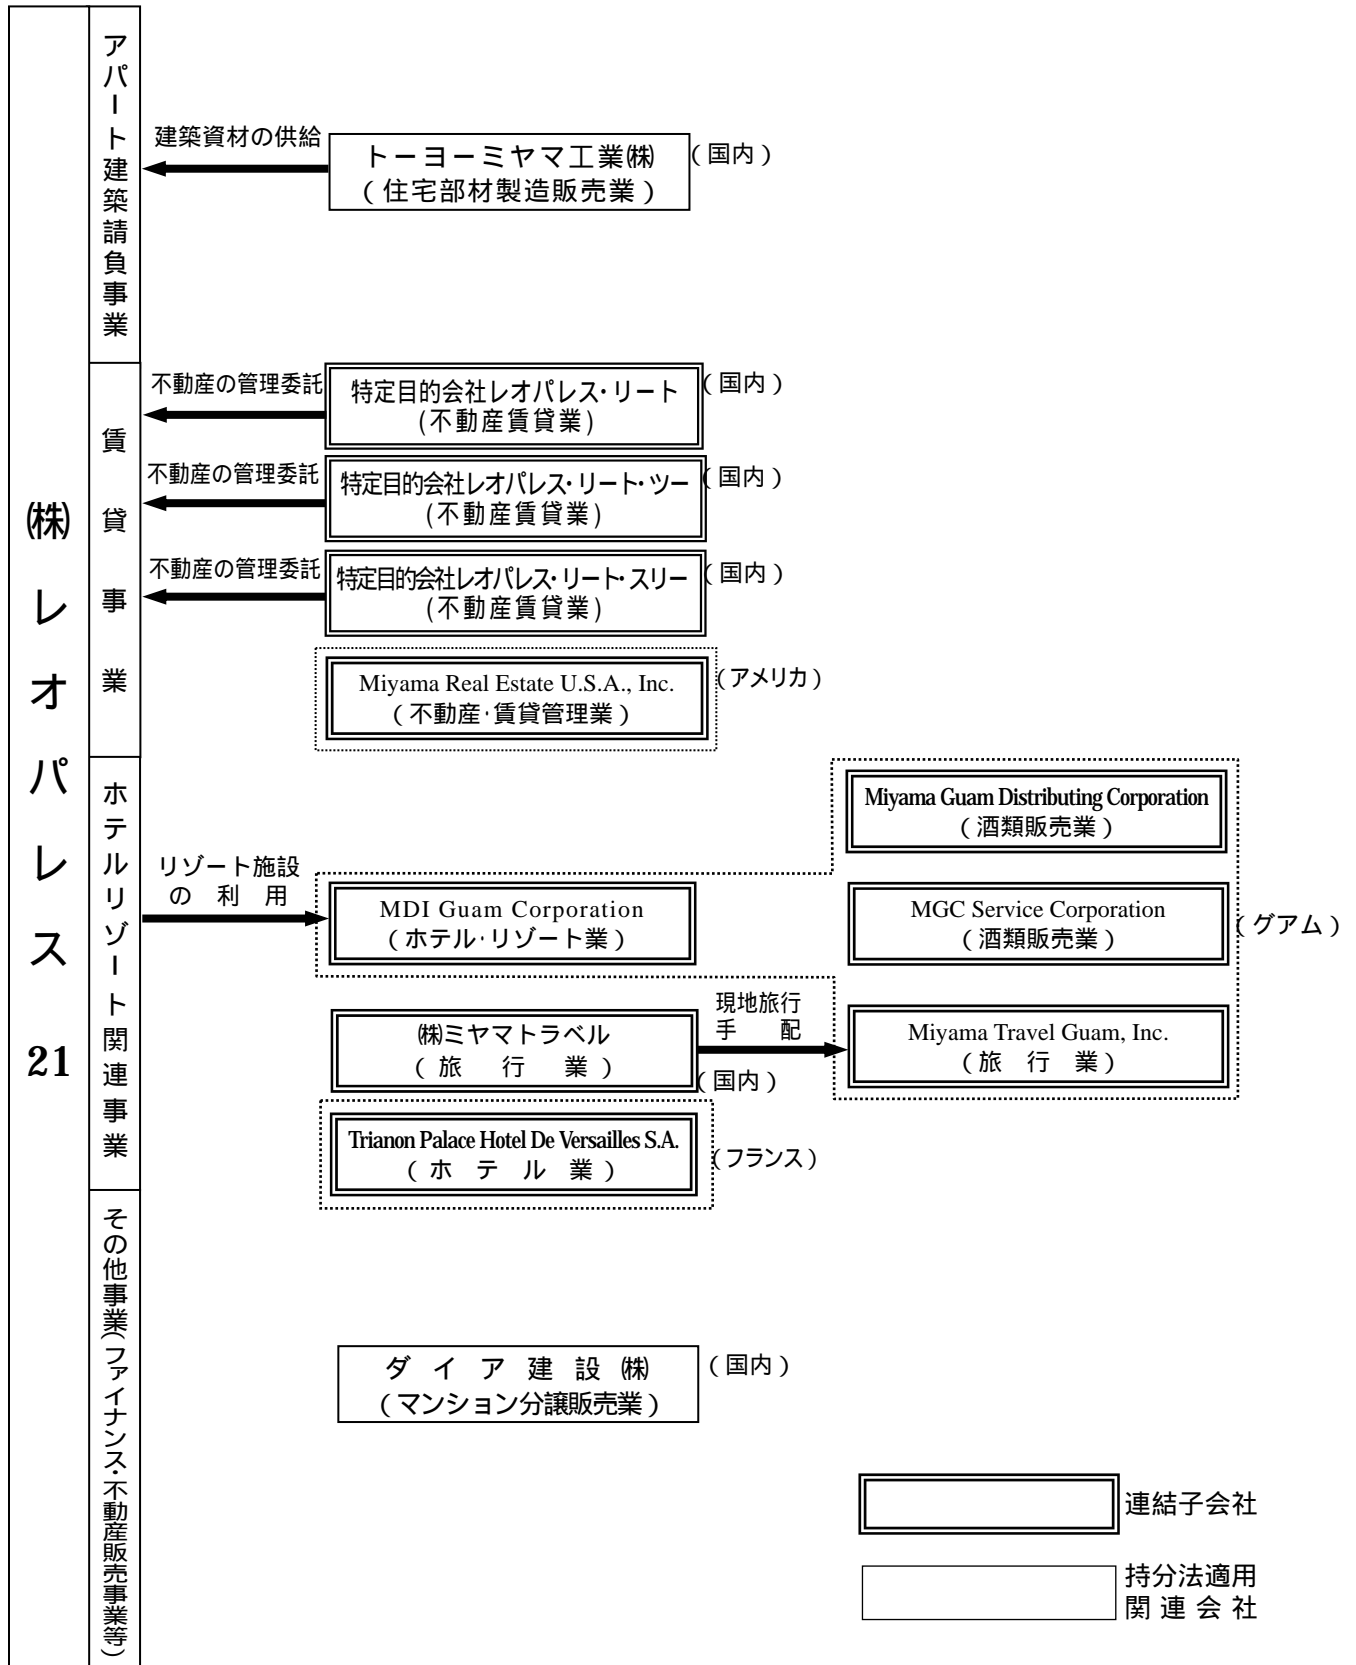 ㈱レオパレス21
アパート建築請負事業
建築資材の供給
トーヨーミヤマ工業㈱
（住宅部材製造販売業）
（国内）
賃貸事業
不動産の管理委託
特定目的会社レオパレス・リート
(不動産賃貸業)
（国内）
不動産の管理委託
特定目的会社レオパレス・リート・ツー
(不動産賃貸業)
（国内）
不動産の管理委託
特定目的会社レオパレス・リート・スリー
(不動産賃貸業)
（国内）
Miyama Real Estate U.S.A., Inc.
（不動産・賃貸管理業）
（アメリカ）
ホテルリゾート関連事業
リゾート施設
の利用
MDI Guam Corporation
（ホテル・リゾート業）
Miyama Guam Distributing Corporation
（酒類販売業）
MGC Service Corporation
（酒類販売業）
（グアム）
㈱ミヤマトラベル
（旅行業）
（国内）
現地旅行
手配
Miyama Travel Guam, Inc.
（旅行業）
Trianon Palace Hotel De Versailles S.A.
（ホテル業）
（フランス）
その他事業(ファイナンス・不動産販売事業等)
ダイア建設㈱
（マンション分譲販売業）
（国内）
連結子会社
持分法適用
関連会社